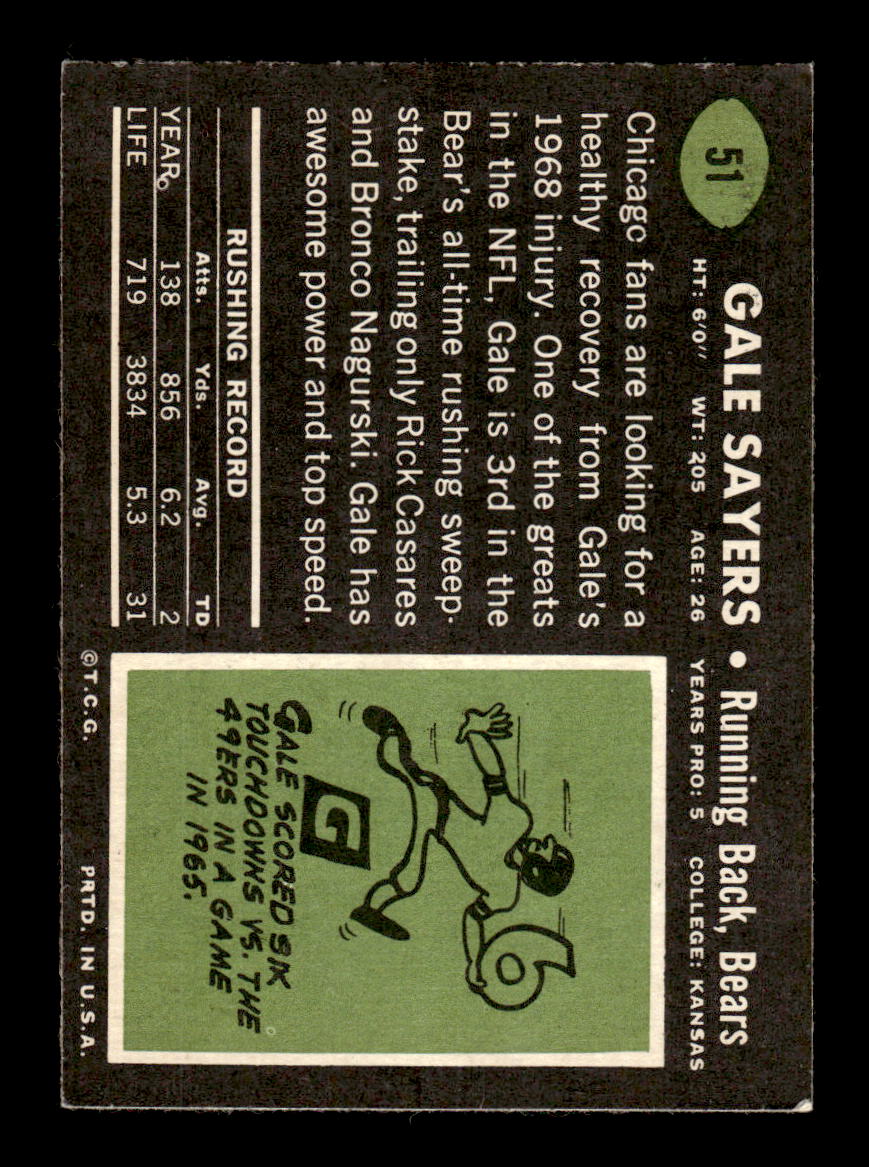 51
GALE SAYERS • Running Back, Bears
HT: 6'0" WT: 205 AGE: 26 YEARS PRO: 5 COLLEGE: KANSAS
Chicago fans are looking for a
healthy recovery from Gale's
1968 injury. One of the greats
in the NFL, Gale is 3rd in the
Bear's all-time rushing sweep-
stake, trailing only Rick Casares
and Bronco Nagurski. Gale has
awesome power and top speed.
RUSHING RECORD
Atts. Yds. Avg. TD
YEAR 138 856 6.2 2
LIFE 719 3834 5.3 31
6
G
GALE SCORED SIX
TOUCHDOWNS VS. THE
49ERS IN A GAME
IN 1965.
©T.C.G. PRTD. IN U.S.A.